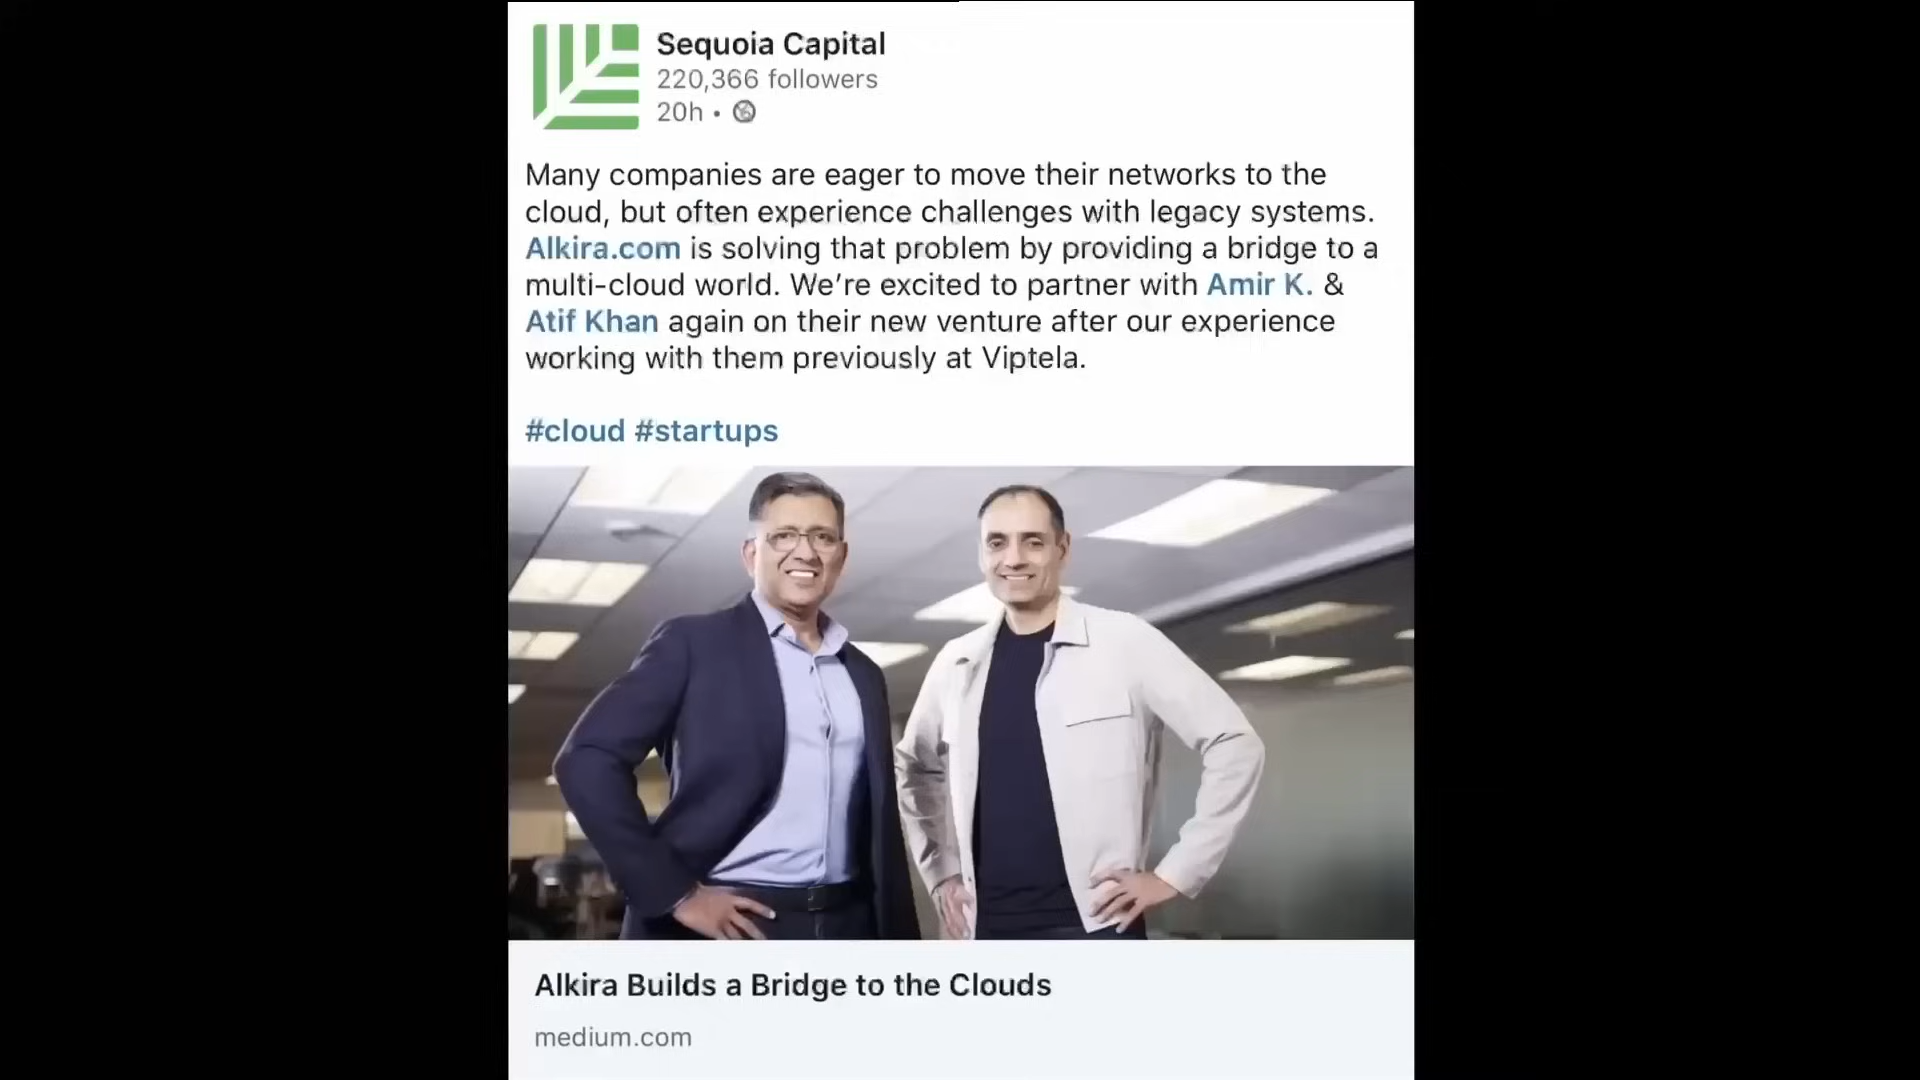 Sequoia Capital
220,366 followers
20h •
Many companies are eager to move their networks to the
cloud, but often experience challenges with legacy systems.
Alkira.com is solving that problem by providing a bridge to a
multi-cloud world. We’re excited to partner with Amir K. &
Atif Khan again on their new venture after our experience
working with them previously at Viptela.
#cloud #startups
Alkira Builds a Bridge to the Clouds
medium.com